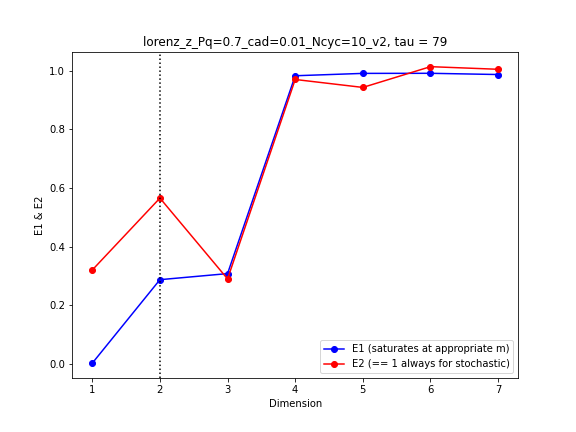 lorenz_z_Pq=0.7_cad=0.01_Ncyc=10_v2, tau = 79
1.0
0.8
0.6
0.4
0.2
0.0
E1 & E2
E1 (saturates at appropriate m)
E2 (== 1 always for stochastic)
1 2 3 4 5 6 7
Dimension